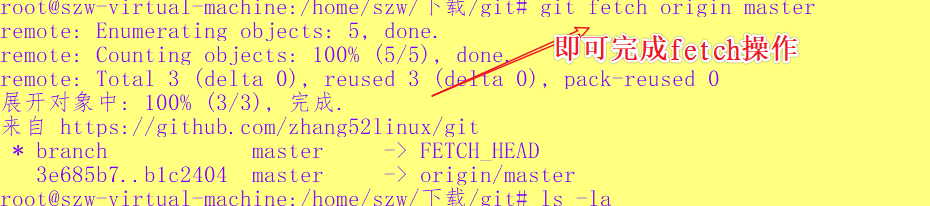 root@szw-virtual-machine:/home/szw/下载/git# git fetch origin master
remote: Enumerating objects: 5, done.
remote: Counting objects: 100% (5/5), done.
即可完成fetch操作
remote: Total 3 (delta 0), reused 3 (delta 0), pack-reused 0
展开对象中: 100% (3/3), 完成.
来自 https://github.com/zhang52linux/git
 * branch            master     -> FETCH_HEAD
   3e685b7..b1c2404  master     -> origin/master
root@szw-virtual-machine:/home/szw/下载/git# ls -la